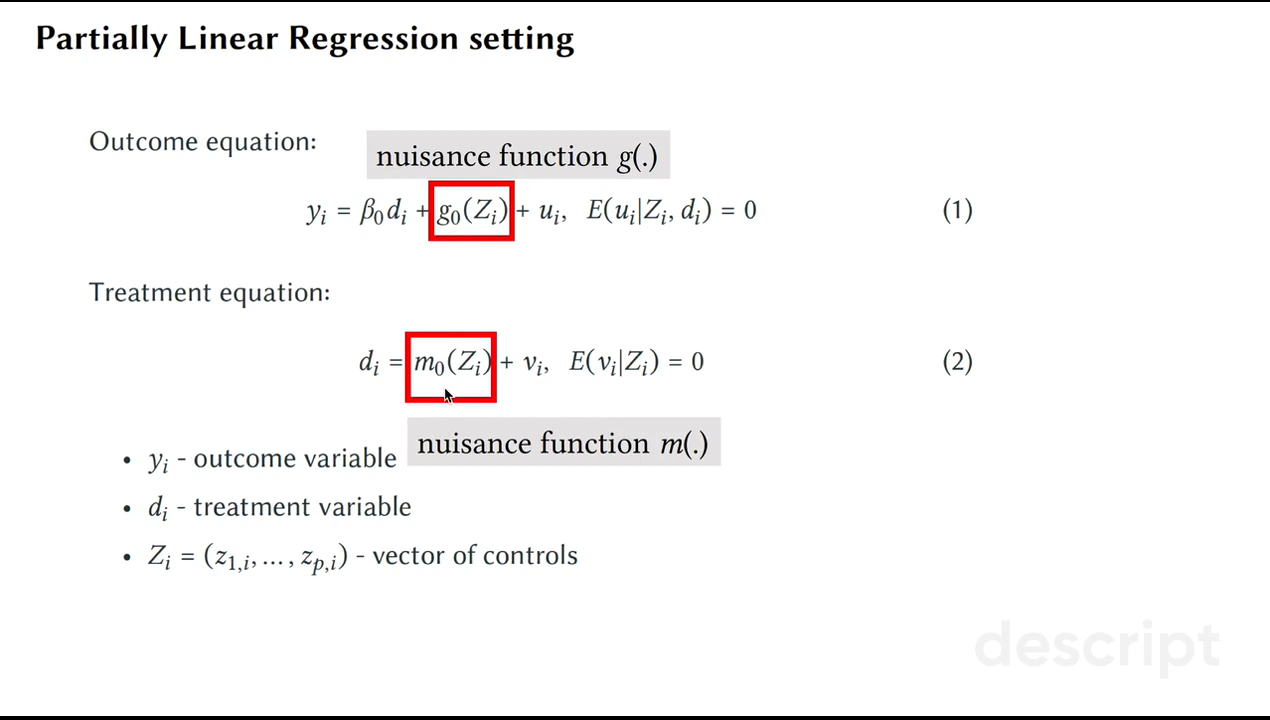 Partially Linear Regression setting
Outcome equation:
nuisance function g(.)
yᵢ = β₀dᵢ + g₀(Zᵢ) + uᵢ, E(uᵢ|Zᵢ, dᵢ) = 0 (1)
Treatment equation:
dᵢ = m₀(Zᵢ) + vᵢ, E(vᵢ|Zᵢ) = 0 (2)
nuisance function m(.)
• yᵢ - outcome variable
• dᵢ - treatment variable
• Zᵢ = (z₁,ᵢ, … , zₚ,ᵢ) - vector of controls
descript